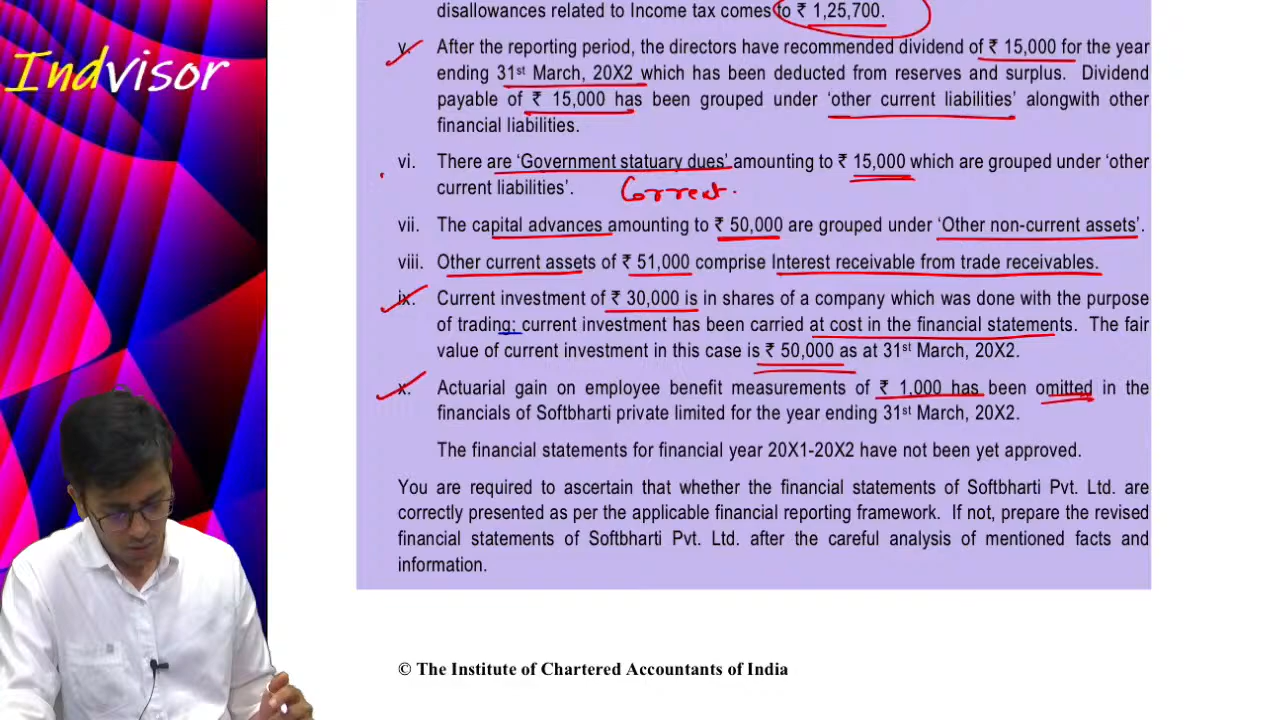 disallowances related to Income tax comes to ₹ 1,25,700.
Indvisor
v. After the reporting period, the directors have recommended dividend of ₹ 15,000 for the year
ending 31st March, 20X2 which has been deducted from reserves and surplus. Dividend
payable of ₹ 15,000 has been grouped under ‘other current liabilities’ alongwith other
financial liabilities.
vi. There are ‘Government statuary dues’ amounting to ₹ 15,000 which are grouped under ‘other
current liabilities’. Correct.
vii. The capital advances amounting to ₹ 50,000 are grouped under ‘Other non-current assets’.
viii. Other current assets of ₹ 51,000 comprise Interest receivable from trade receivables.
ix. Current investment of ₹ 30,000 is in shares of a company which was done with the purpose
of trading; current investment has been carried at cost in the financial statements. The fair
value of current investment in this case is ₹ 50,000 as at 31st March, 20X2.
x. Actuarial gain on employee benefit measurements of ₹ 1,000 has been omitted in the
financials of Softbharti private limited for the year ending 31st March, 20X2.
The financial statements for financial year 20X1-20X2 have not been yet approved.
You are required to ascertain that whether the financial statements of Softbharti Pvt. Ltd. are
correctly presented as per the applicable financial reporting framework. If not, prepare the revised
financial statements of Softbharti Pvt. Ltd. after the careful analysis of mentioned facts and
information.
© The Institute of Chartered Accountants of India